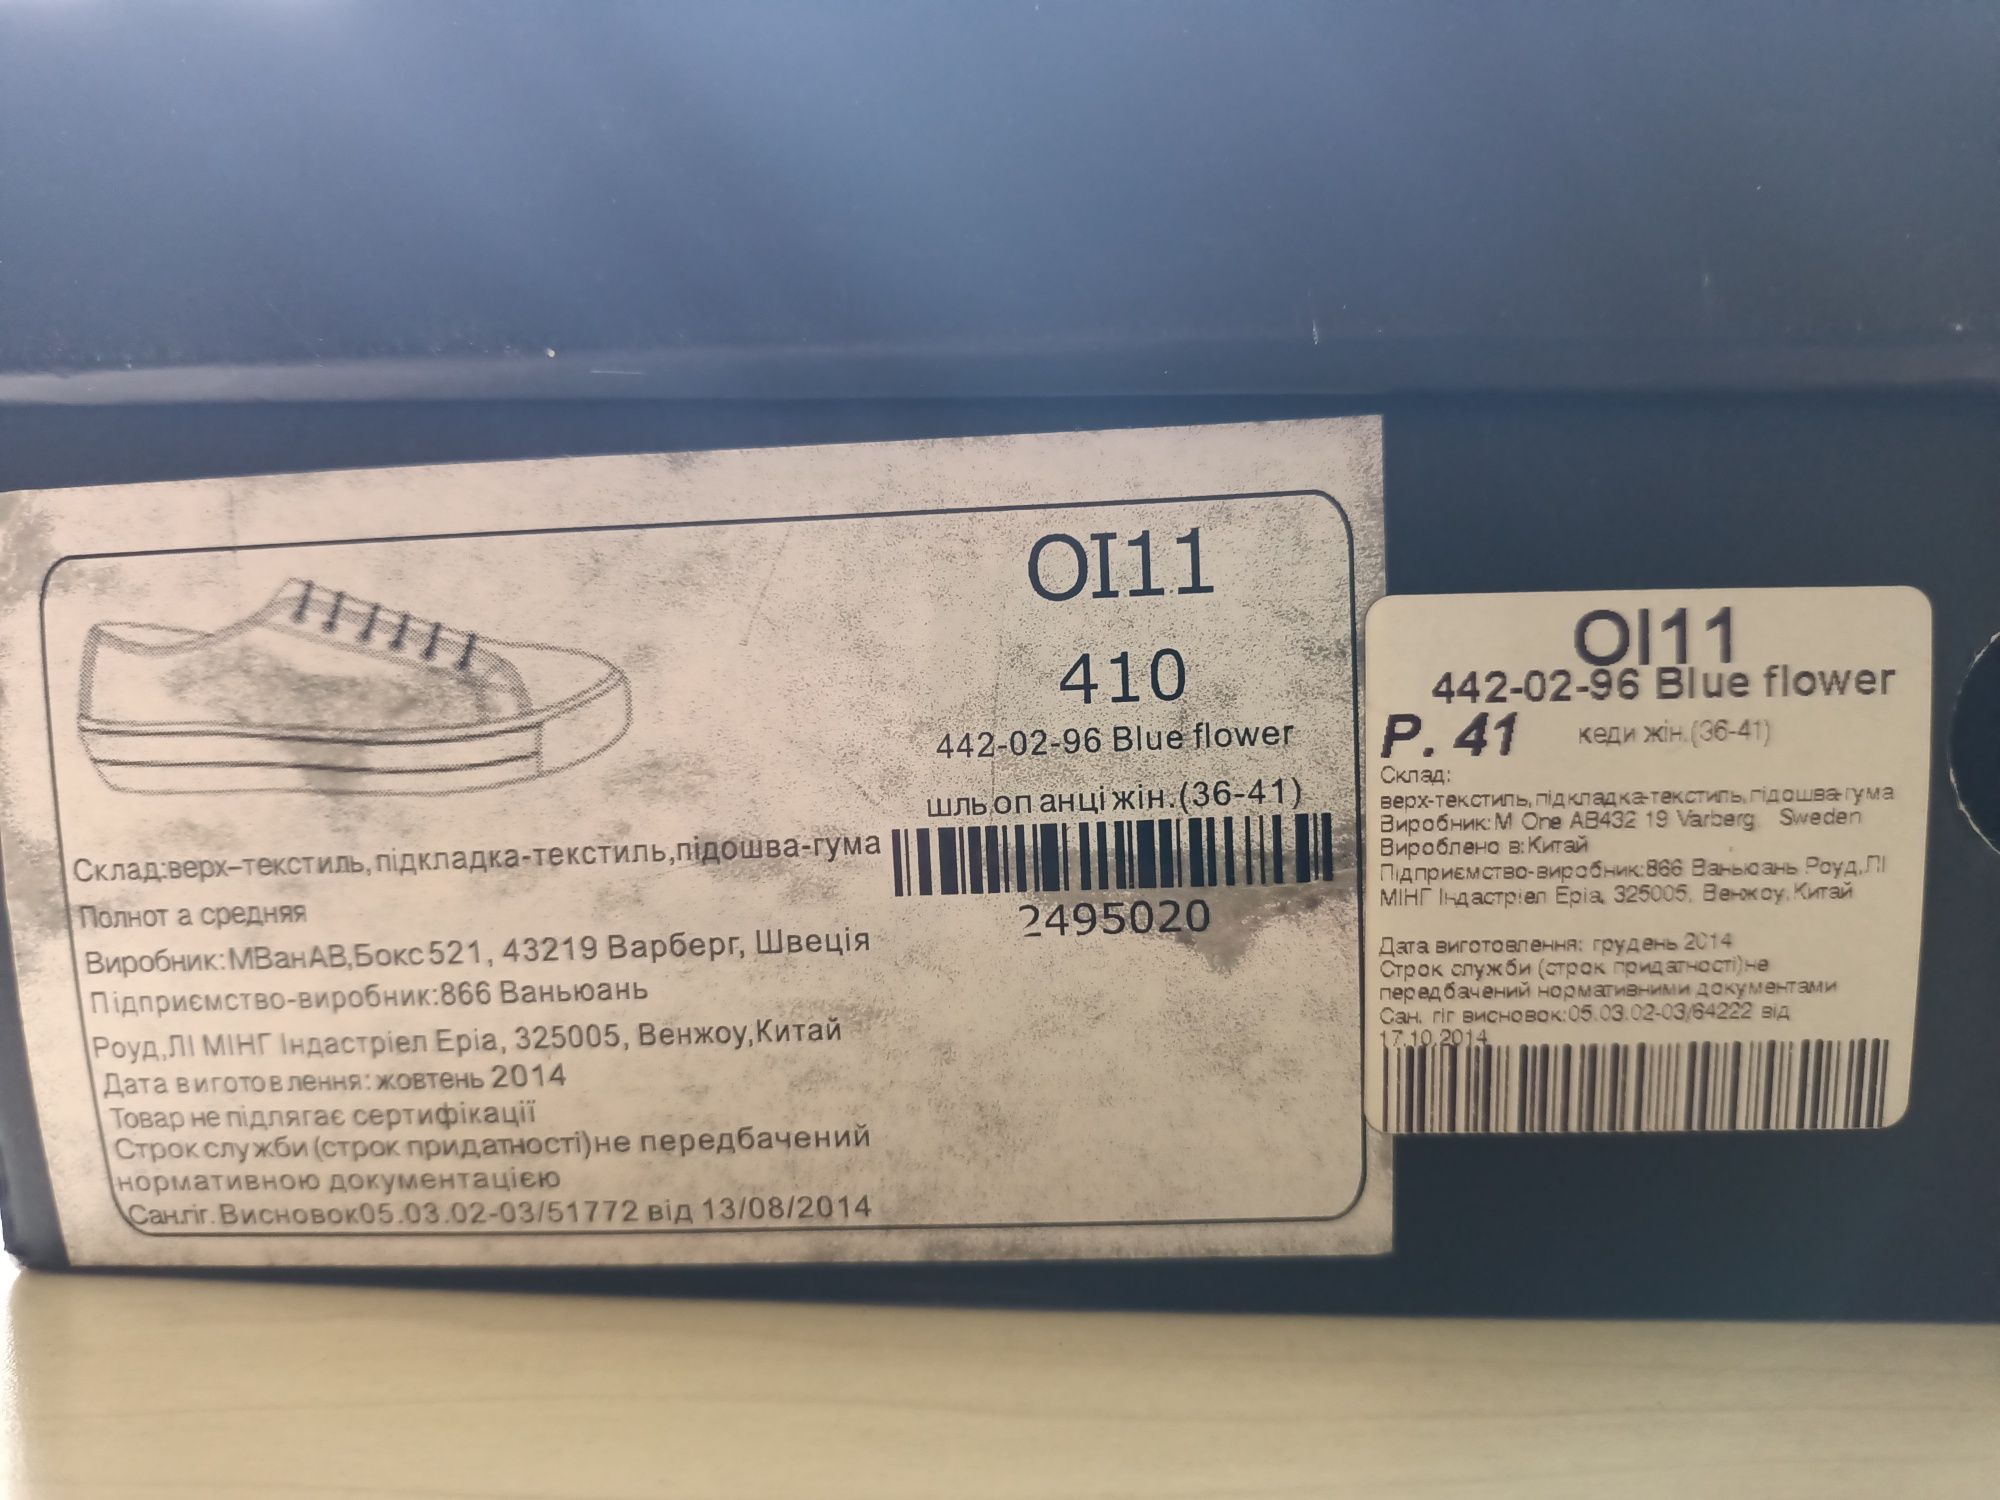 OI11
410
442-02-96 Blue flower
шльопанці жін.(36-41)
2495020
Склад:верх-текстиль,підкладка-текстиль,підошва-гума
Полнот а средняя
Виробник:МВанАВ,Бокс 521, 43219 Варберг, Швеція
Підприємство-виробник:866 Ваньюань
Роуд,ЛІ МІНГ Індастріел Еріа, 325005, Венжоу,Китай
Дата виготовлення:жовтень 2014
Товар не підлягає сертифікації
Строк служби (строк придатності)не передбачений
нормативною документацією
Сан.гіг.Висновок05.03.02-03/51772 від 13/08/2014
OI11
442-02-96 Blue flower
Р. 41 кеди жін.(36-41)
Склад:
верх-текстиль,підкладка-текстиль,підошва-гума
Виробник:M One AB432 19 Varberg Sweden
Вироблено в:Китай
Підприємство-виробник:866 Ваньюань Роуд,ЛІ
МІНГ Індастріел Еріа, 325005, Венжоу,Китай
Дата виготовлення: грудень 2014
Строк служби (строк придатності)не
передбачений нормативними документами
Сан. гіг висновок:05.03.02-03/64222 від
17.10.2014